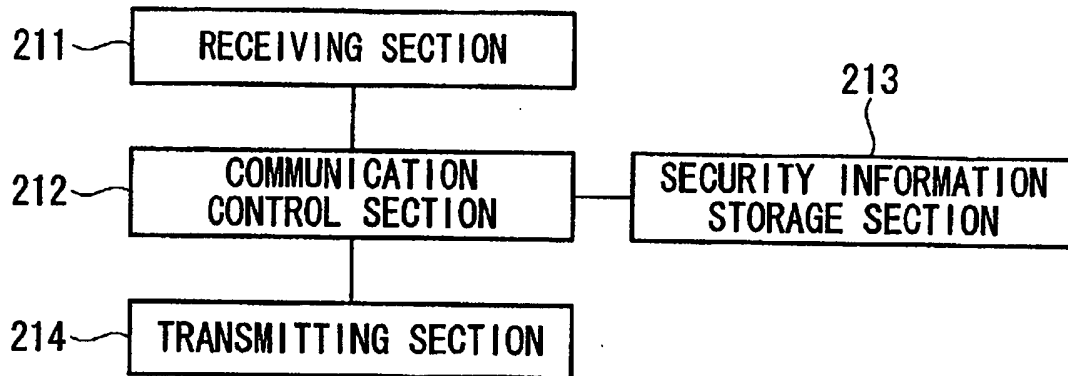 211
RECEIVING SECTION
213
212
COMMUNICATION
CONTROL SECTION
SECURITY INFORMATION
STORAGE SECTION
214
TRANSMITTING SECTION